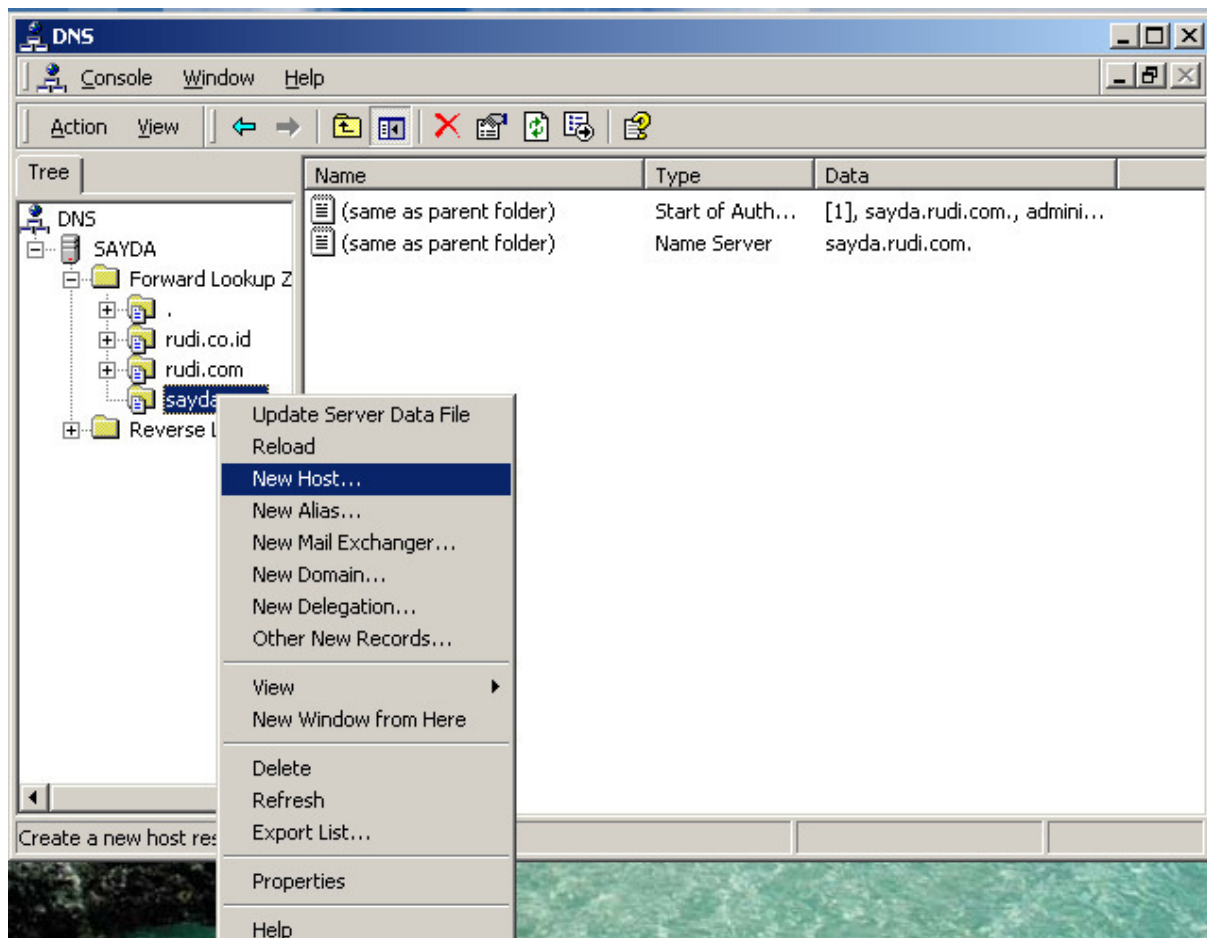 DNS
Console Window Help
Action View
Tree
Name Type Data
DNS
SAYDA
Forward Lookup Z
.
rudi.co.id
rudi.com
sayda
Reverse L
(same as parent folder) Start of Auth... [1], sayda.rudi.com., admini...
(same as parent folder) Name Server sayda.rudi.com.
Update Server Data File
Reload
New Host...
New Alias...
New Mail Exchanger...
New Domain...
New Delegation...
Other New Records...
View
New Window from Here
Delete
Refresh
Export List...
Properties
Help
Create a new host res